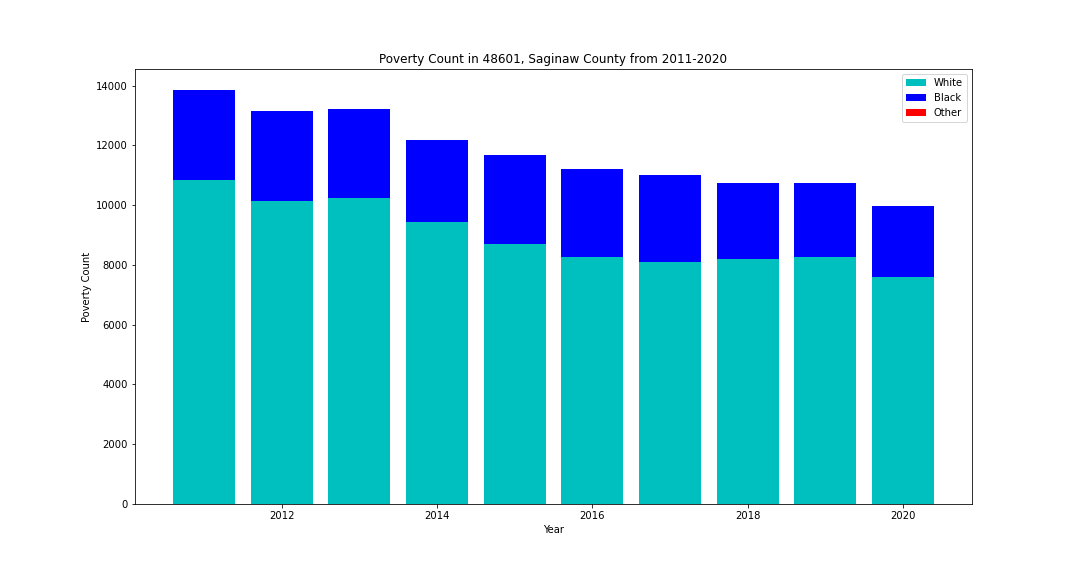 Poverty Count in 48601, Saginaw County from 2011-2020
White
Black
Other
14000
12000
10000
8000
6000
4000
2000
0
Poverty Count
2012
2014
2016
2018
2020
Year